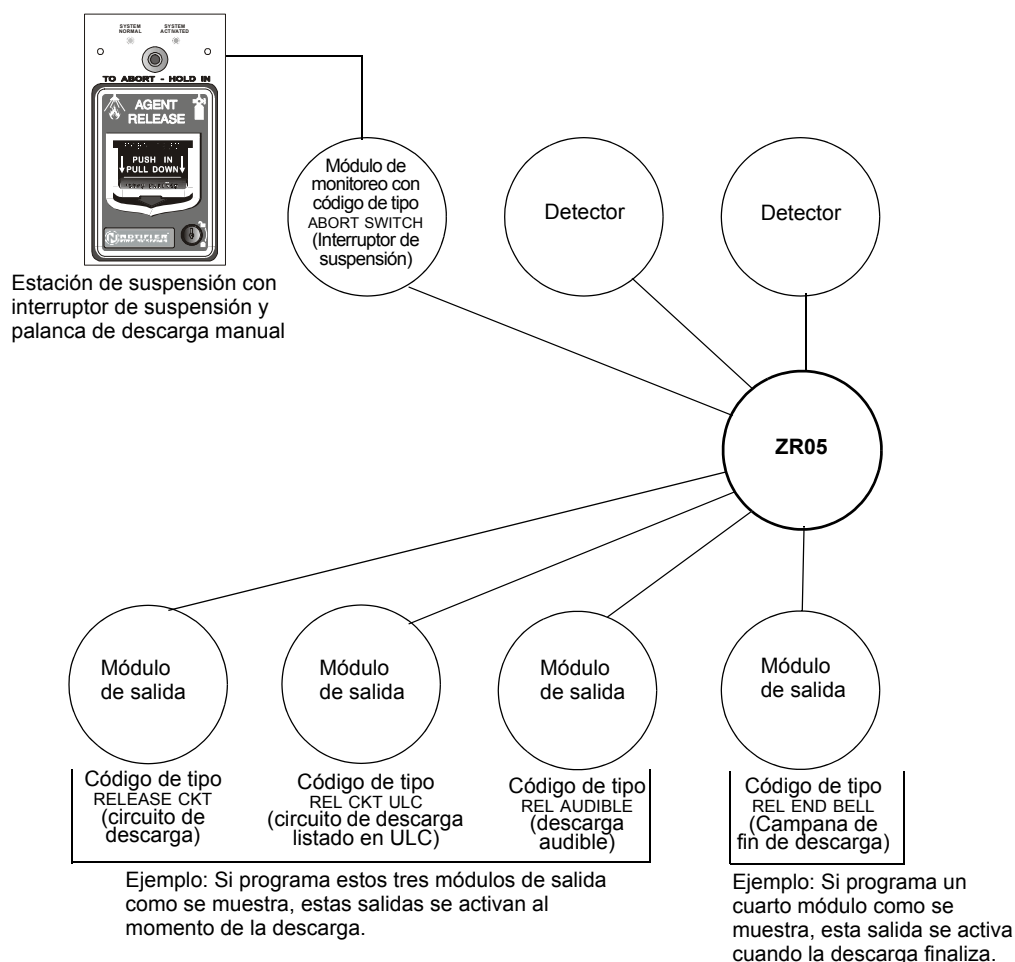 SYSTEM NORMAL
SYSTEM ACTIVATED
TO ABORT - HOLD IN
AGENT
RELEASE
PUSH IN
PULL DOWN
NOTIFIER
Estación de suspensión con
interruptor de suspensión y
palanca de descarga manual
Módulo de
monitoreo con
código de tipo
ABORT SWITCH
(Interruptor de
suspensión)
Detector
Detector
ZR05
Módulo
de salida
Módulo
de salida
Módulo
de salida
Módulo
de salida
Código de tipo
RELEASE CKT
(circuito de
descarga)
Código de tipo
REL CKT ULC
(circuito de descarga
listado en ULC)
Código de tipo
REL AUDIBLE
(descarga
audible)
Código de tipo
REL END BELL
(Campana de
fin de descarga)
Ejemplo: Si programa estos tres módulos de salida
como se muestra, estas salidas se activan al
momento de la descarga.
Ejemplo: Si programa un
cuarto módulo como se
muestra, esta salida se activa
cuando la descarga finaliza.